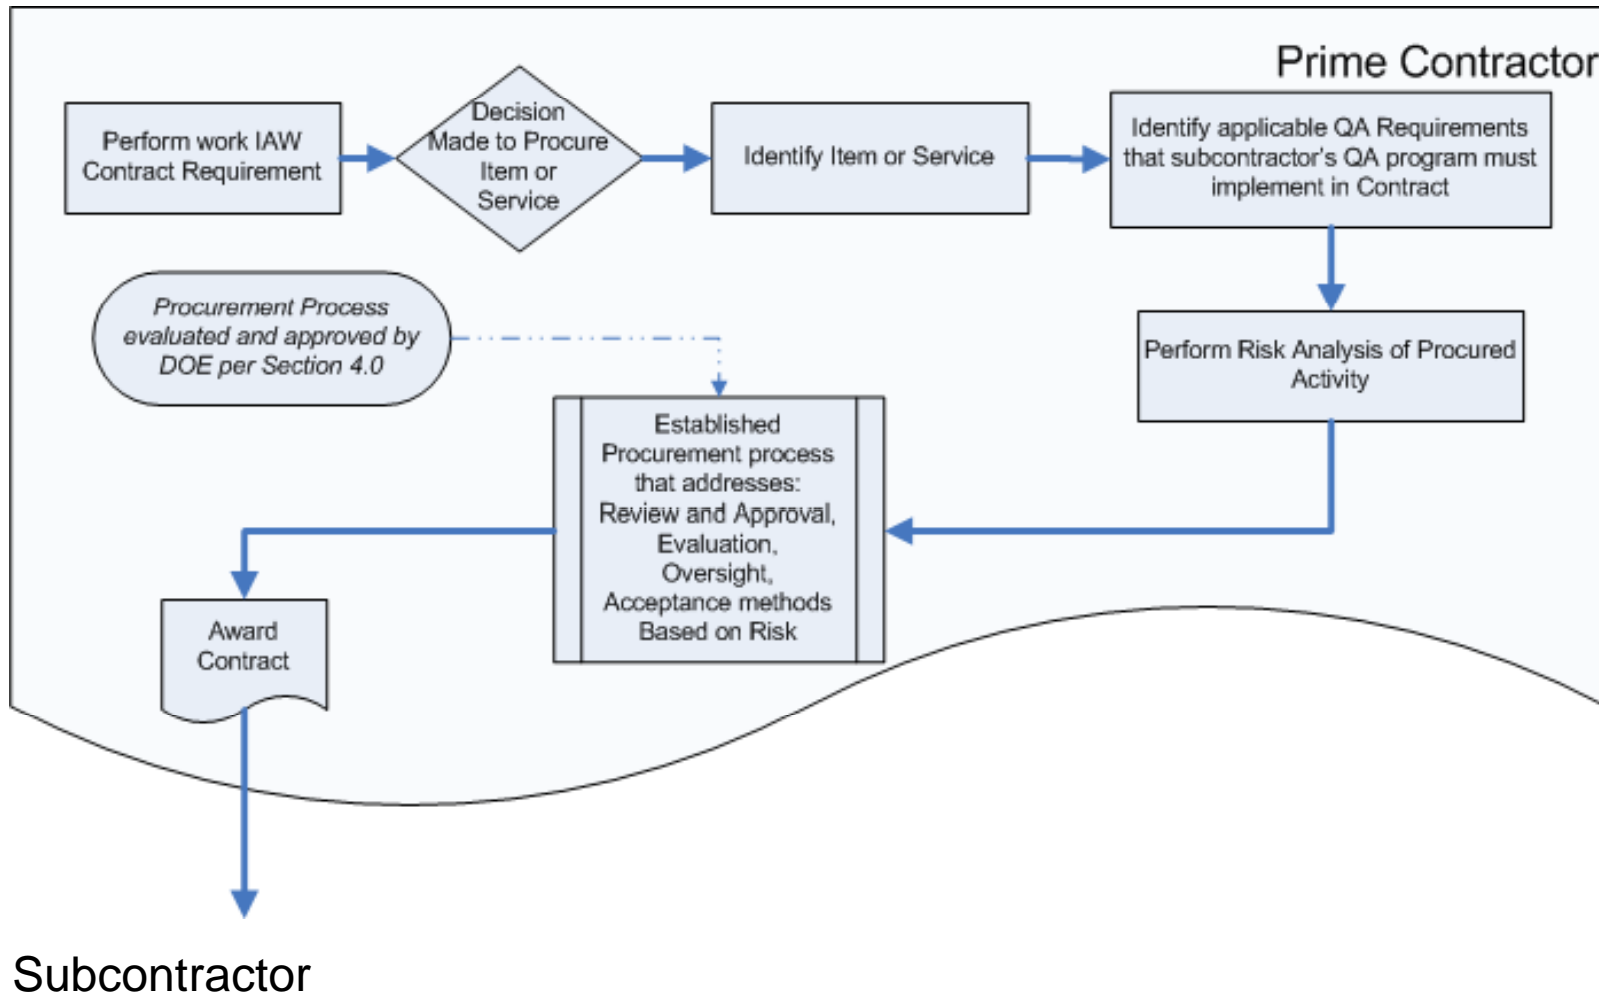 Prime Contractor
Perform work IAW
Contract Requirement
Decision
Made to Procure
Item or
Service
Identify Item or Service
Identify applicable QA Requirements
that subcontractor's QA program must
implement in Contract
Procurement Process
evaluated and approved by
DOE per Section 4.0
Perform Risk Analysis of Procured
Activity
Established
Procurement process
that addresses:
Review and Approval,
Evaluation,
Oversight,
Acceptance methods
Based on Risk
Award
Contract
Subcontractor